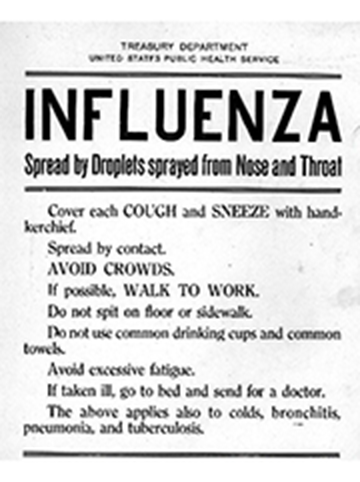 TREASURY DEPARTMENT
UNITED STATES PUBLIC HEALTH SERVICE
INFLUENZA
Spread by Droplets sprayed from Nose and Throat
Cover each COUGH and SNEEZE with hand-
kerchief.
Spread by contact.
AVOID CROWDS.
If possible, WALK TO WORK.
Do not spit on floor or sidewalk.
Do not use common drinking cups and common
towels.
Avoid excessive fatigue.
If taken ill, go to bed and send for a doctor.
The above applies also to colds, bronchitis,
pneumonia, and tuberculosis.